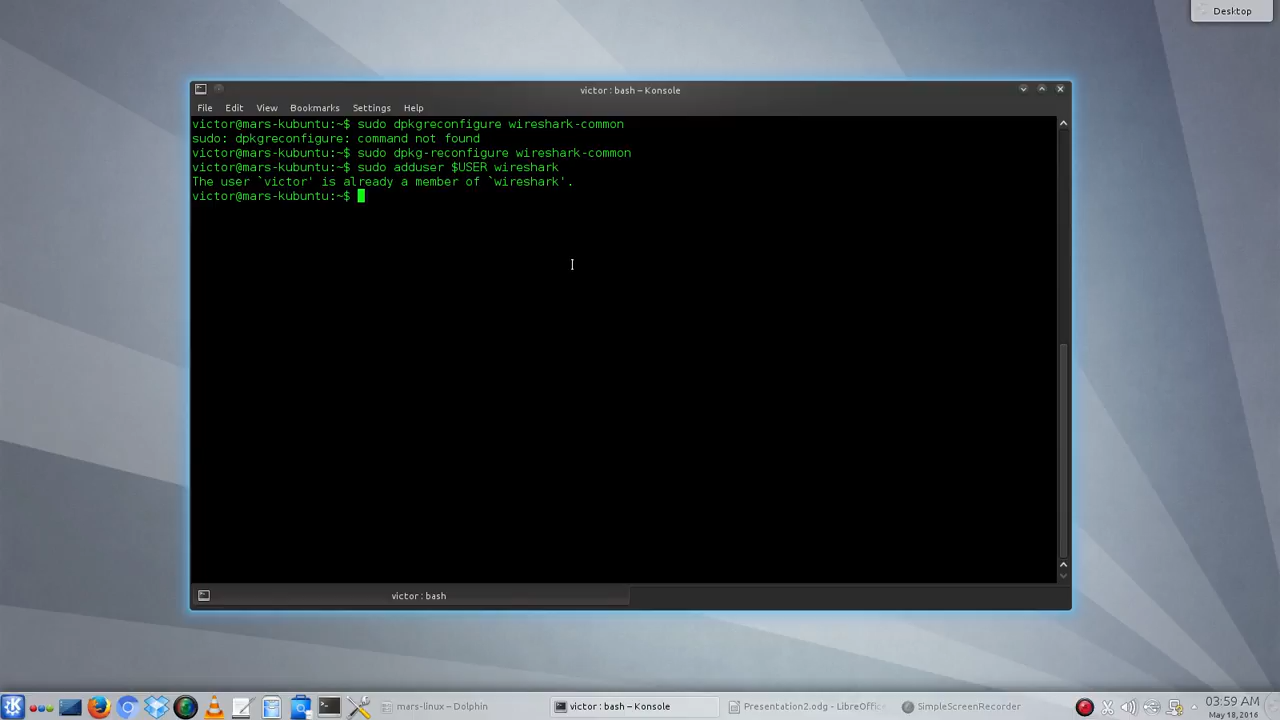 Desktop
victor : bash – Konsole
File Edit View Bookmarks Settings Help
victor@mars-kubuntu:~$ sudo dpkgreconfigure wireshark-common
sudo: dpkgreconfigure: command not found
victor@mars-kubuntu:~$ sudo dpkg-reconfigure wireshark-common
victor@mars-kubuntu:~$ sudo adduser $USER wireshark
The user `victor' is already a member of `wireshark'.
victor@mars-kubuntu:~$
victor : bash
mars-linux – Dolphin
victor : bash – Konsole
Presentation2.odg - LibreOffic
SimpleScreenRecorder
03:59 AM
May 18, 2016